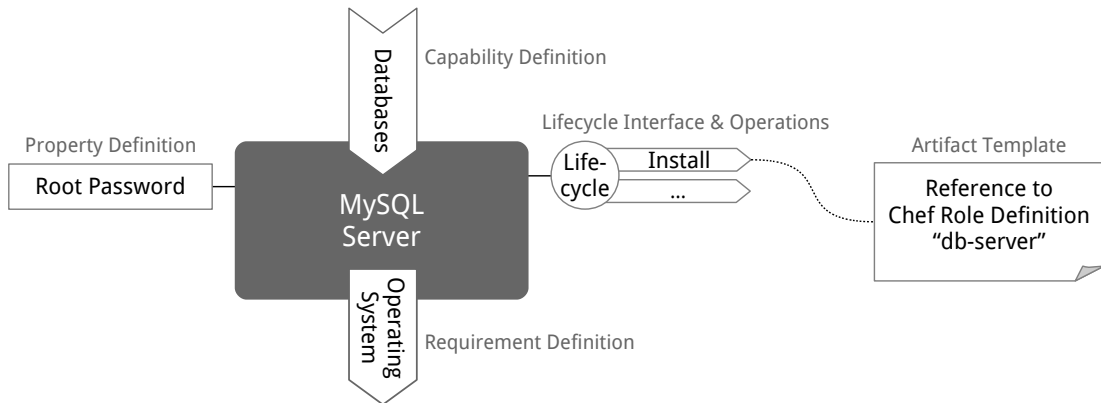 Databases
Capability Definition
Property Definition
Root Password
MySQL
Server
Lifecycle Interface & Operations
Life-
cycle
Install
...
Artifact Template
Reference to
Chef Role Definition
“db-server”
Operating
System
Requirement Definition